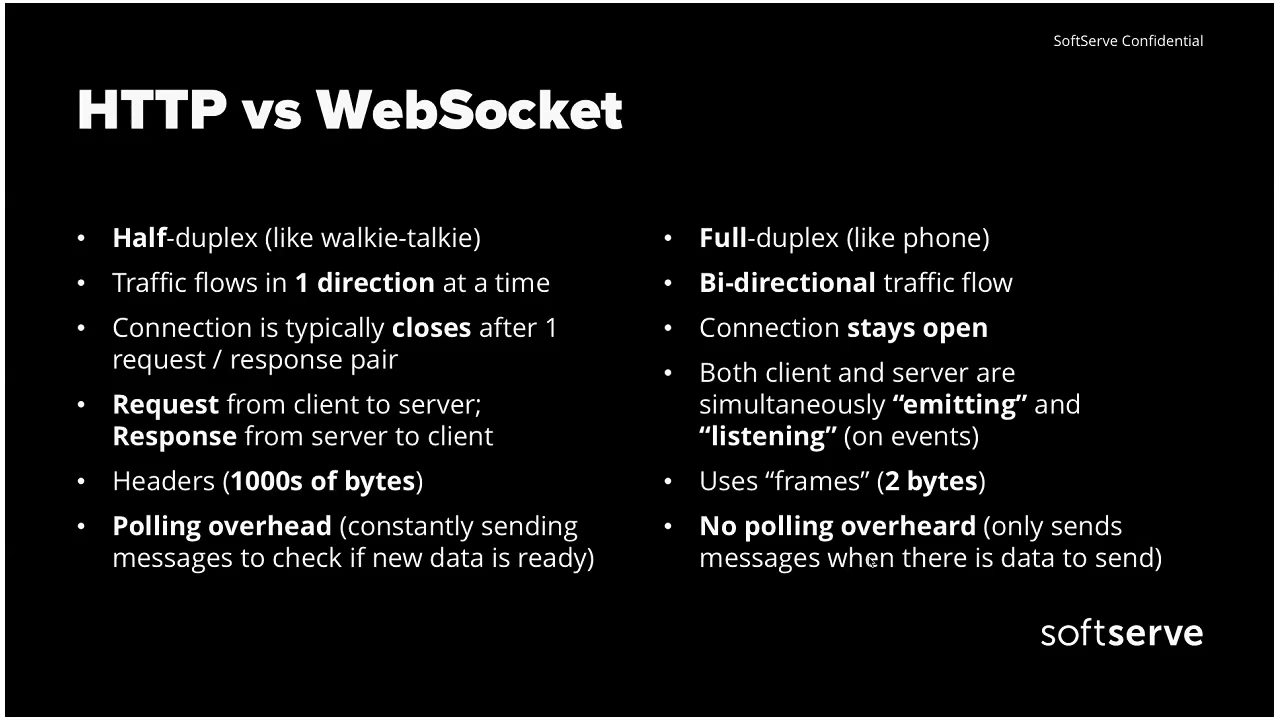 SoftServe Confidential
HTTP vs WebSocket
• Half-duplex (like walkie-talkie)
• Traffic flows in 1 direction at a time
• Connection is typically closes after 1
request / response pair
• Request from client to server;
Response from server to client
• Headers (1000s of bytes)
• Polling overhead (constantly sending
messages to check if new data is ready)
• Full-duplex (like phone)
• Bi-directional traffic flow
• Connection stays open
• Both client and server are
simultaneously “emitting” and
“listening” (on events)
• Uses “frames” (2 bytes)
• No polling overheard (only sends
messages when there is data to send)
softserve